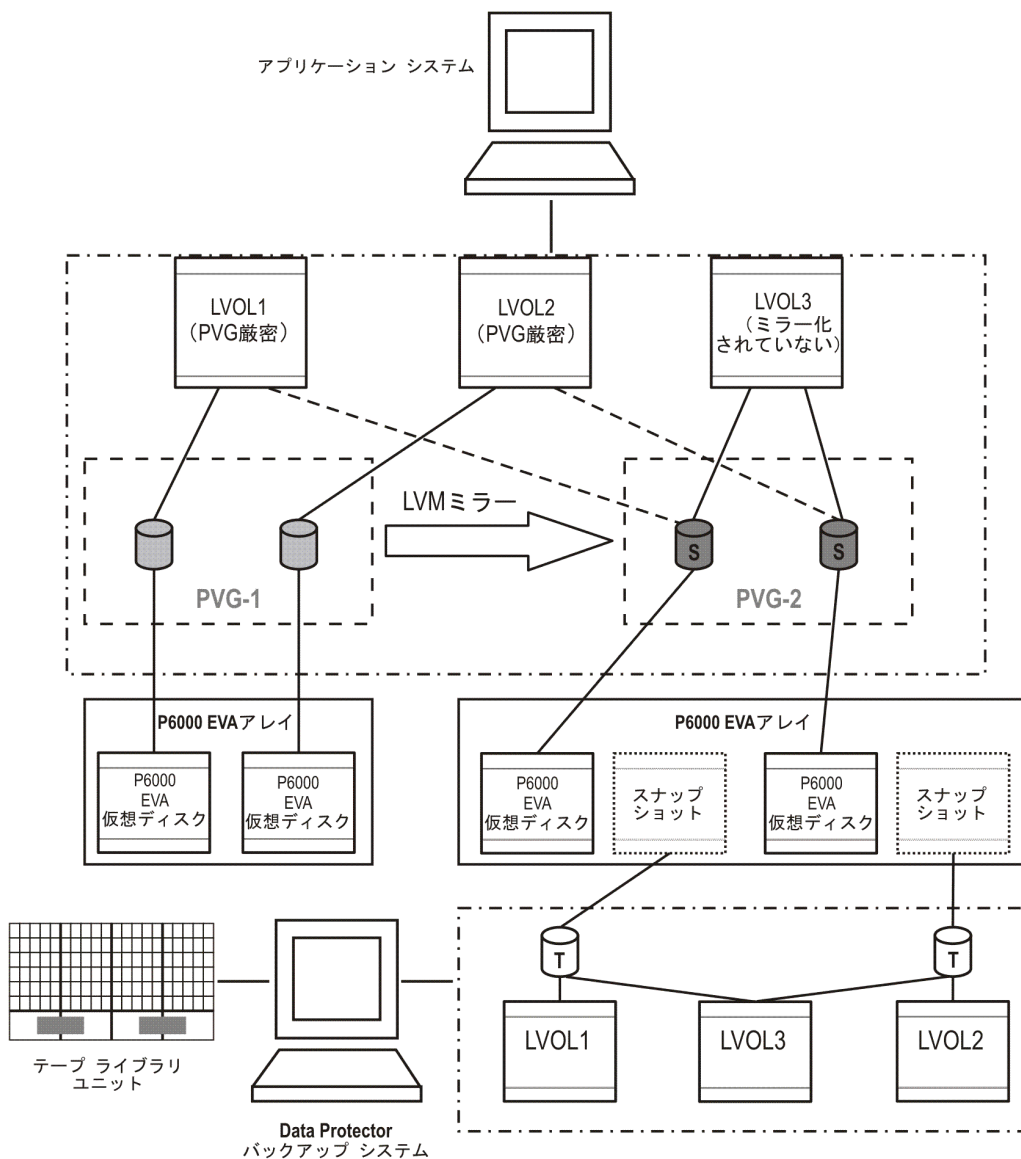 アプリケーション システム
LVOL1
（PVG厳密）
LVOL2
（PVG厳密）
LVOL3
（ミラー化
されていない）
LVMミラー
S
S
PVG-1
PVG-2
P6000 EVAアレイ
P6000 EVAアレイ
P6000
EVA
仮想ディスク
P6000
EVA
仮想ディスク
P6000
EVA
仮想ディスク
スナップ
ショット
P6000
EVA
仮想ディスク
スナップ
ショット
T
T
LVOL1
LVOL3
LVOL2
テープ ライブラリ
ユニット
Data Protector
バックアップ システム